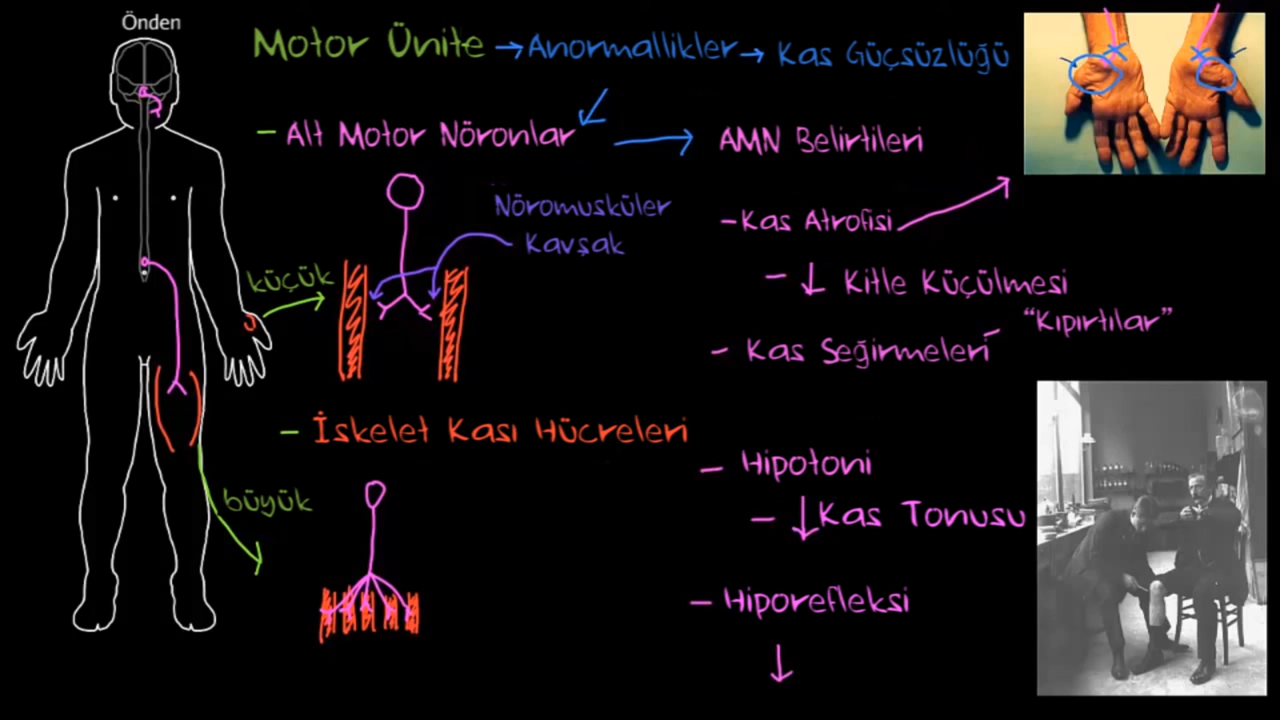 Önden
Motor Ünite → Anormallikler → Kas Güçsüzlüğü
- Alt Motor Nöronlar → AMN Belirtileri
Nöromusküler
Kavşak
küçük
- Kas Atrofisi
- ↓ Kitle Küçülmesi
- Kas Seğirmeleri - "Kıpırtılar"
- İskelet Kası Hücreleri
büyük
- Hipotoni
- ↓ Kas Tonusu
- Hiporefleksi
↓